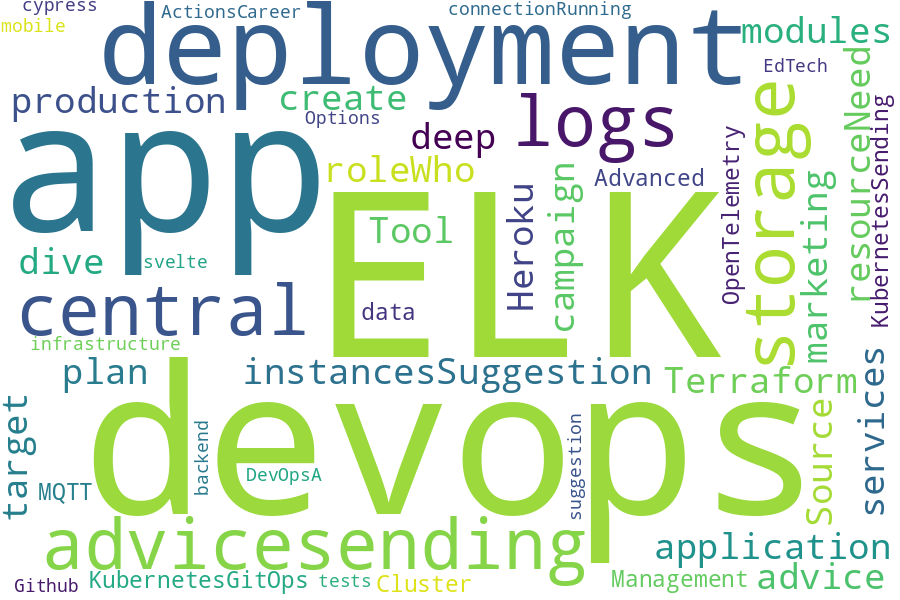 cypress
ActionsCareer
connectionRunning
mobile
deployment
modules
EdTech
production
create
Options
app
deep
logs
roleWho
Advanced
storage
resourceNeed
KubernetesSending
OpenTelemetry
marketing
campaign
Heroku
Tool
ELK
dive
svelte
central
data
infrastructure
plan
instancesSuggestion
Terraform
services
Source
target
devops
backend
MQTT
DevOpsA
suggestion
advicesending
application
Github
KubernetesGitOps
tests
Cluster
Management
advice